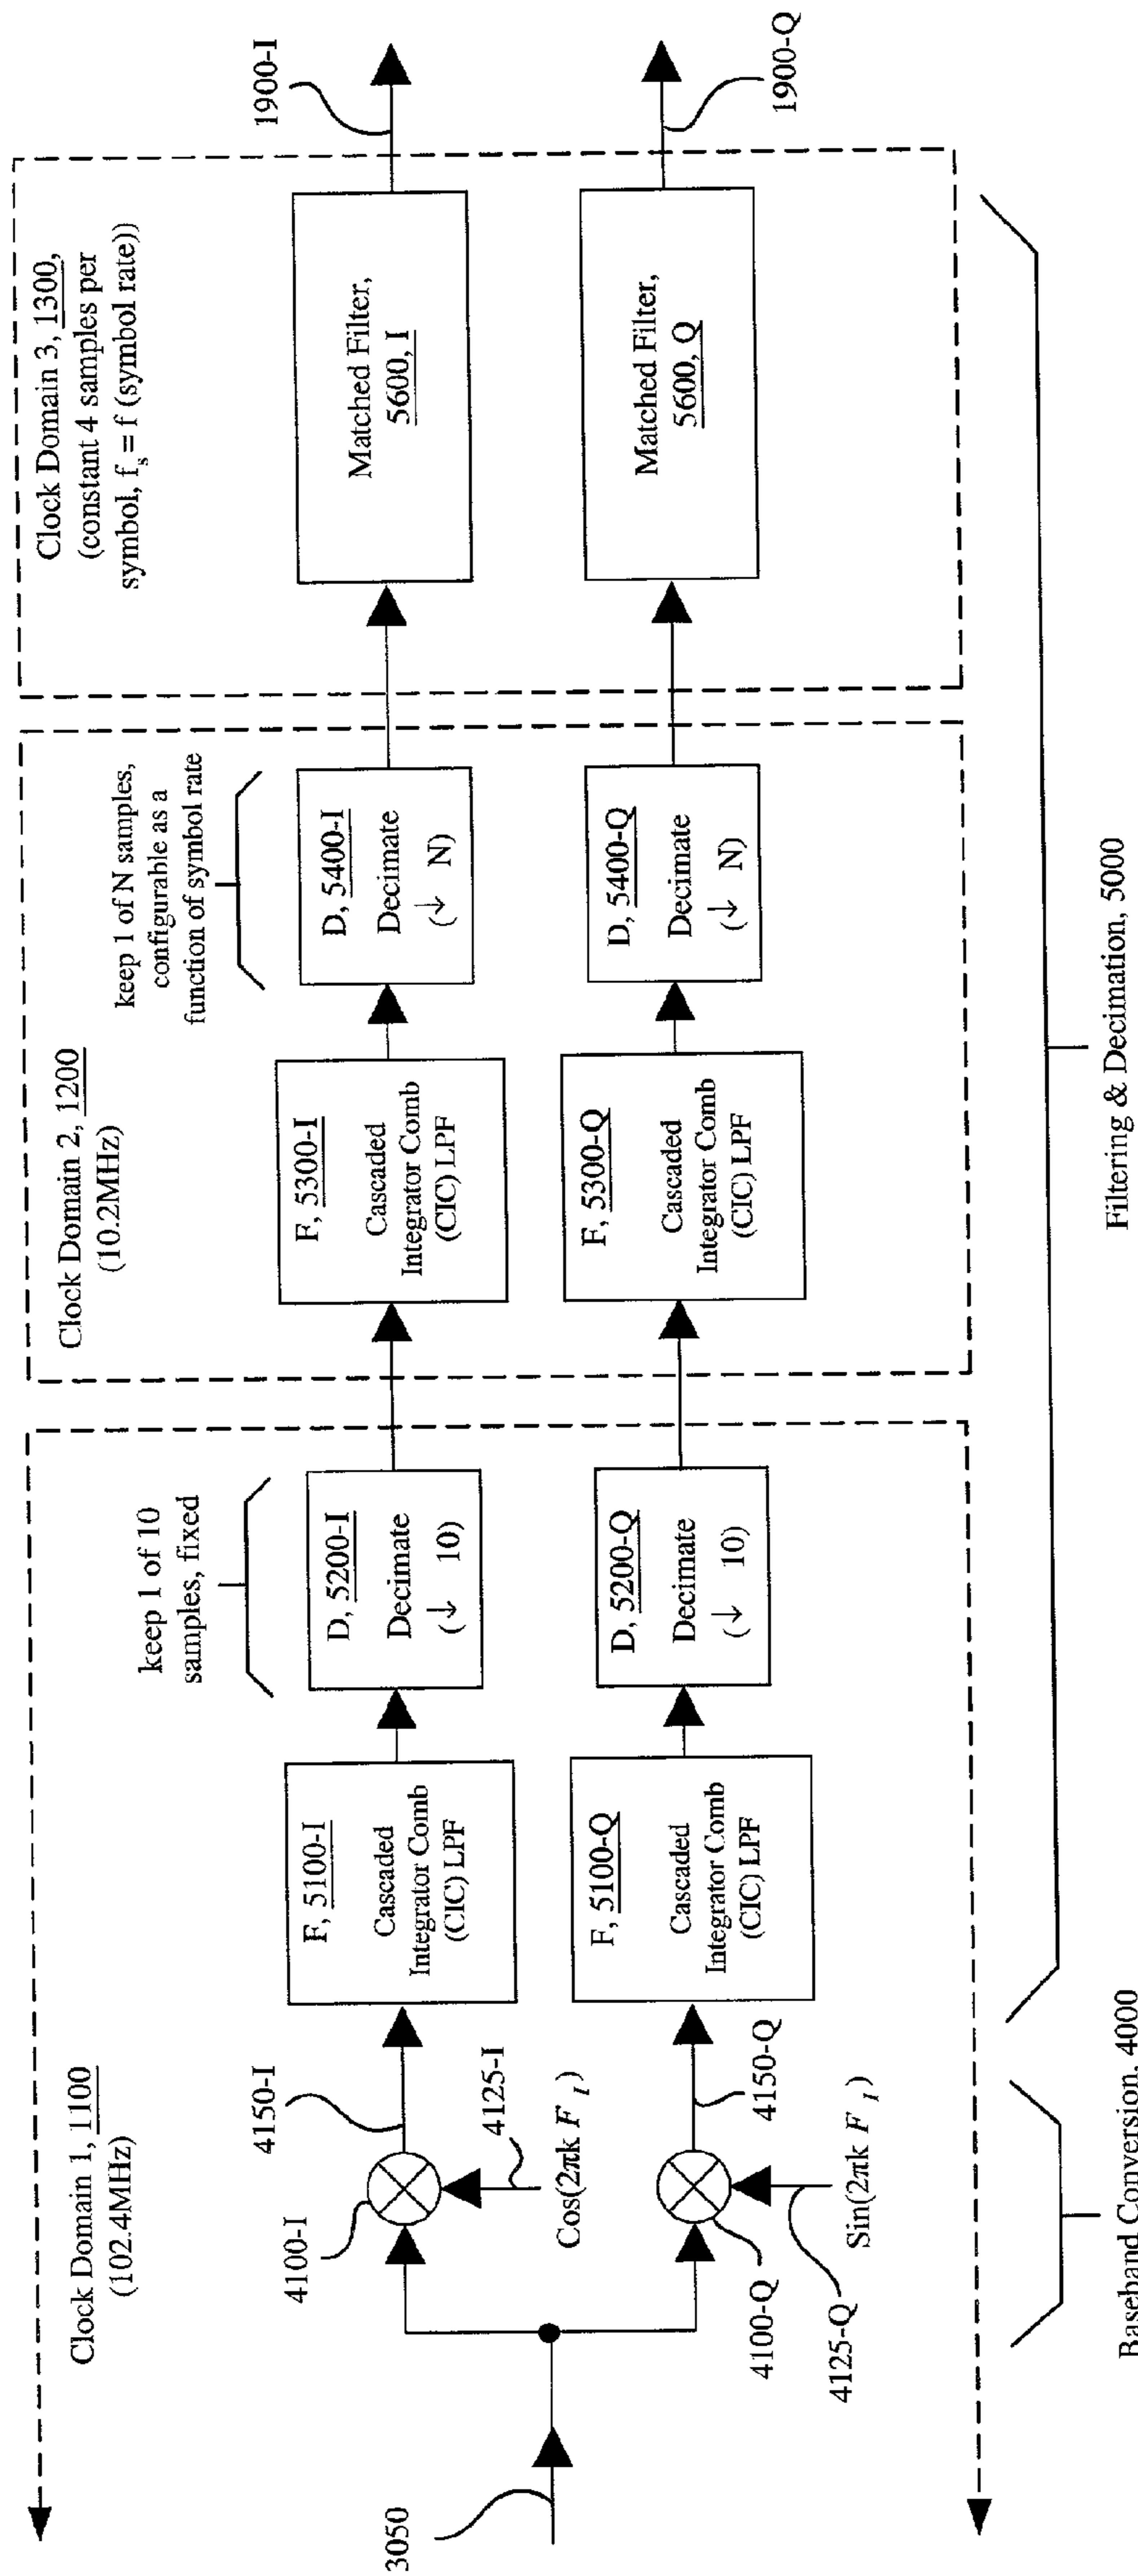 Clock Domain 1, 1100
(102.4MHz)
3050
4100-I
4150-I
4125-I
Cos(2πk F I)
4100-Q
4125-Q
4150-Q
Sin(2πk F I)
F, 5100-I
Cascaded
Integrator Comb
(CIC) LPF
F, 5100-Q
Cascaded
Integrator Comb
(CIC) LPF
keep 1 of 10
samples, fixed
D, 5200-I
Decimate
(↓ 10)
D, 5200-Q
Decimate
(↓ 10)
Clock Domain 2, 1200
(10.2MHz)
F, 5300-I
Cascaded
Integrator Comb
(CIC) LPF
F, 5300-Q
Cascaded
Integrator Comb
(CIC) LPF
keep 1 of N samples,
configurable as a
function of symbol rate
D, 5400-I
Decimate
(↓ N)
D, 5400-Q
Decimate
(↓ N)
Clock Domain 3, 1300,
(constant 4 samples per
symbol, f s = f (symbol rate))
Matched Filter,
5600, I
Matched Filter,
5600, Q
1900-I
1900-Q
Baseband Conversion, 4000
Filtering & Decimation, 5000